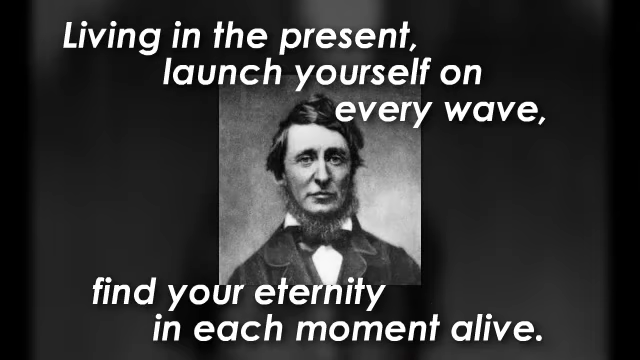 Living in the present,
launch yourself on
every wave,
find your eternity
in each moment alive.